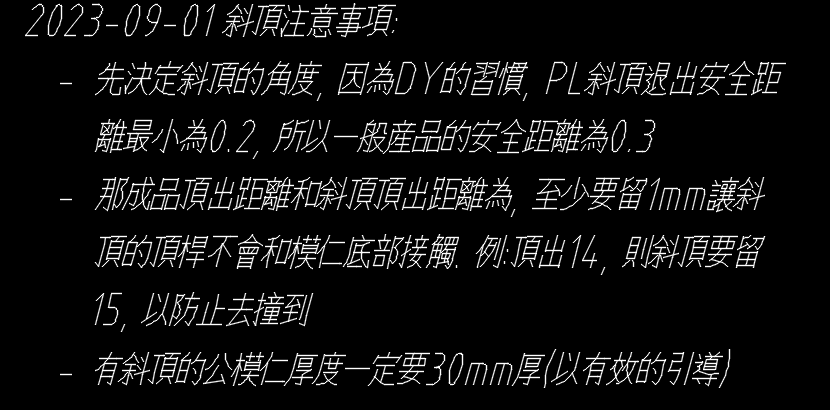 2023-09-01 斜頂注意事項:
- 先決定斜頂的角度, 因為DY的習慣, PL斜頂退出安全距
離最小為0.2, 所以一般產品的安全距離為0.3
- 那成品頂出距離和斜頂頂出距離為, 至少要留1mm讓斜
頂的頂桿不會和模仁底部接觸. 例:頂出14, 則斜頂要留
15, 以防止去撞到
- 有斜頂的公模仁厚度一定要30mm厚(以有效的引導)